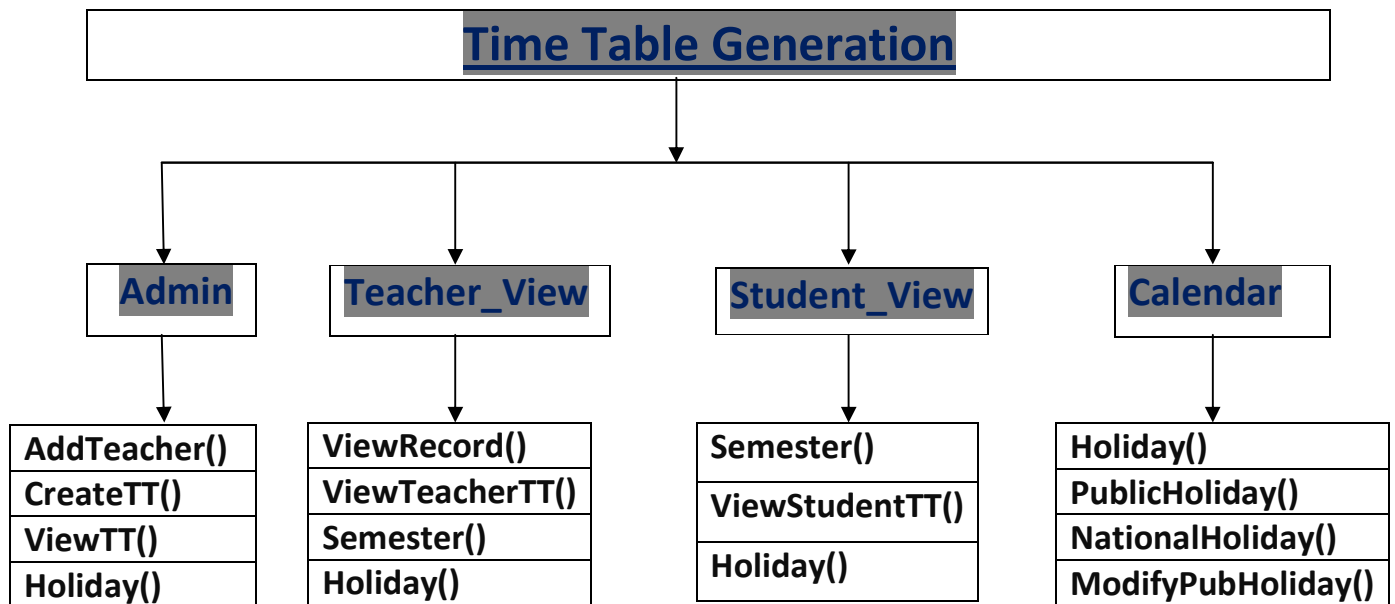 Time Table Generation
Admin
Teacher_View
Student_View
Calendar
AddTeacher()
CreateTT()
ViewTT()
Holiday()
ViewRecord()
ViewTeacherTT()
Semester()
Holiday()
Semester()
ViewStudentTT()
Holiday()
Holiday()
PublicHoliday()
NationalHoliday()
ModifyPubHoliday()